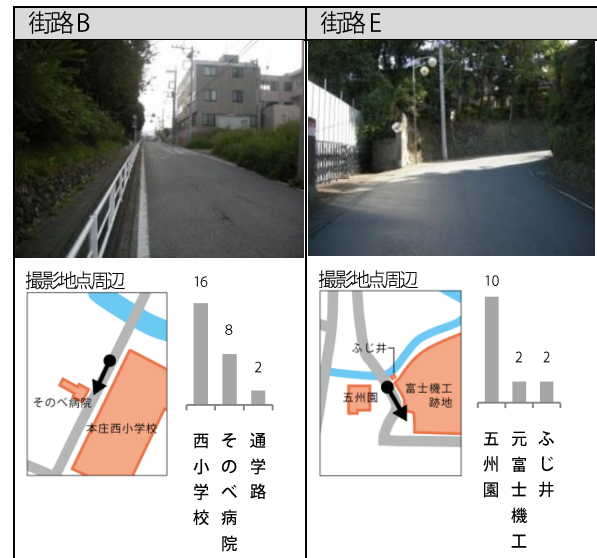 街路B
街路E
撮影地点周辺
そのべ病院
本庄西小学校
16
8
2
西小学校
そのべ病院
通学路
撮影地点周辺
ふじ井
五州園
富士機工
跡地
10
2
2
五州園
元富士機工
ふじ井